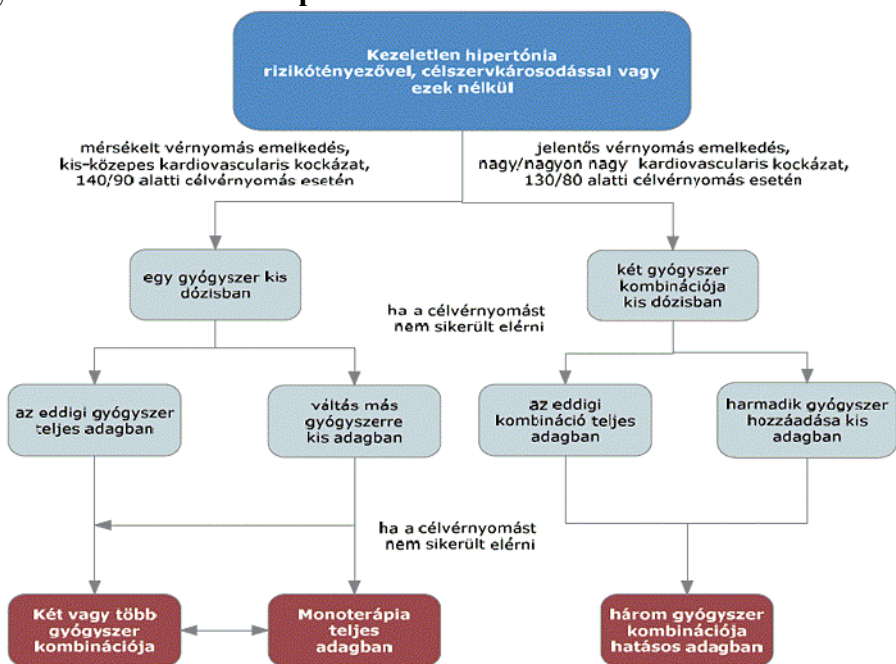 Kezeletlen hipertónia
rizikótényezővel, célszervkárosodással vagy
ezek nélkül
mérsékelt vérnyomás emelkedés,
kis-közepes kardiovascularis kockázat,
140/90 alatti célvérnyomás esetén
jelentős vérnyomás emelkedés,
nagy/nagyon nagy kardiovascularis kockázat,
130/80 alatti célvérnyomás esetén
egy gyógyszer kis
dózisban
két gyógyszer
kombinációja
kis dózisban
ha a célvérnyomást
nem sikerült elérni
az eddigi gyógyszer
teljes adagban
váltás más
gyógyszerre
kis adagban
az eddigi
kombináció teljes
adagban
harmadik gyógyszer
hozzáadása kis
adagban
ha a célvérnyomást
nem sikerült elérni
Két vagy több
gyógyszer
kombinációja
Monoterápia
teljes
adagban
három gyógyszer
kombinációja
hatásos adagban